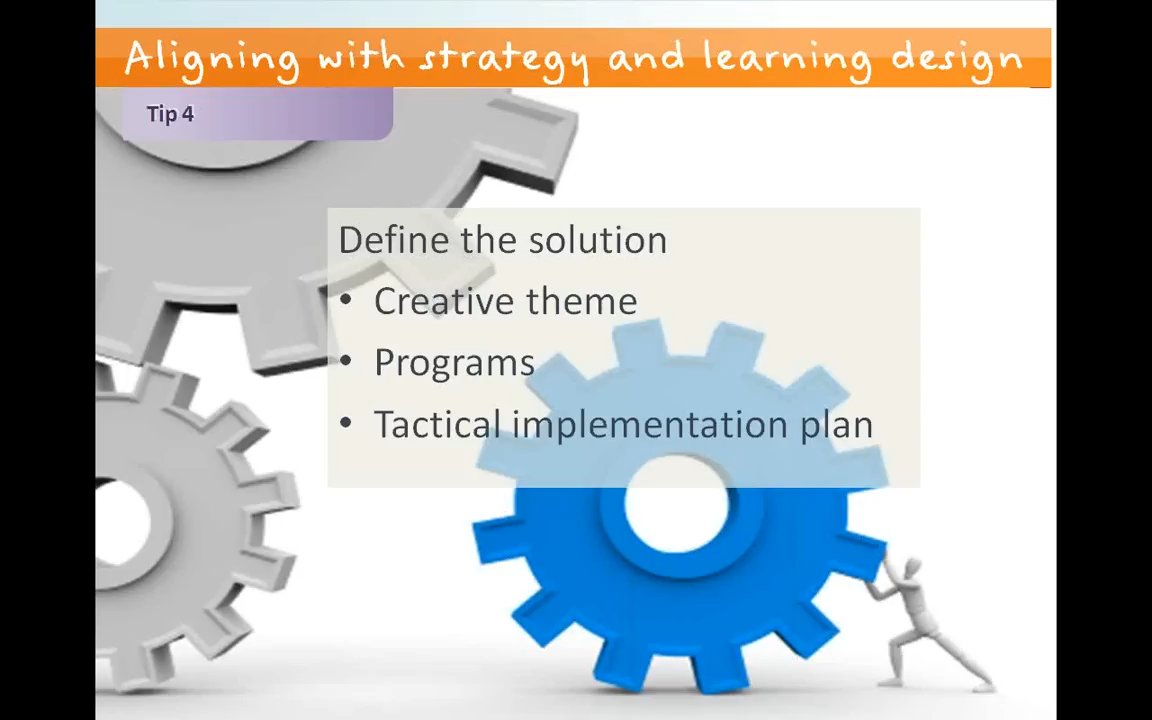 Aligning with strategy and learning design
Tip 4
Define the solution
• Creative theme
• Programs
• Tactical implementation plan